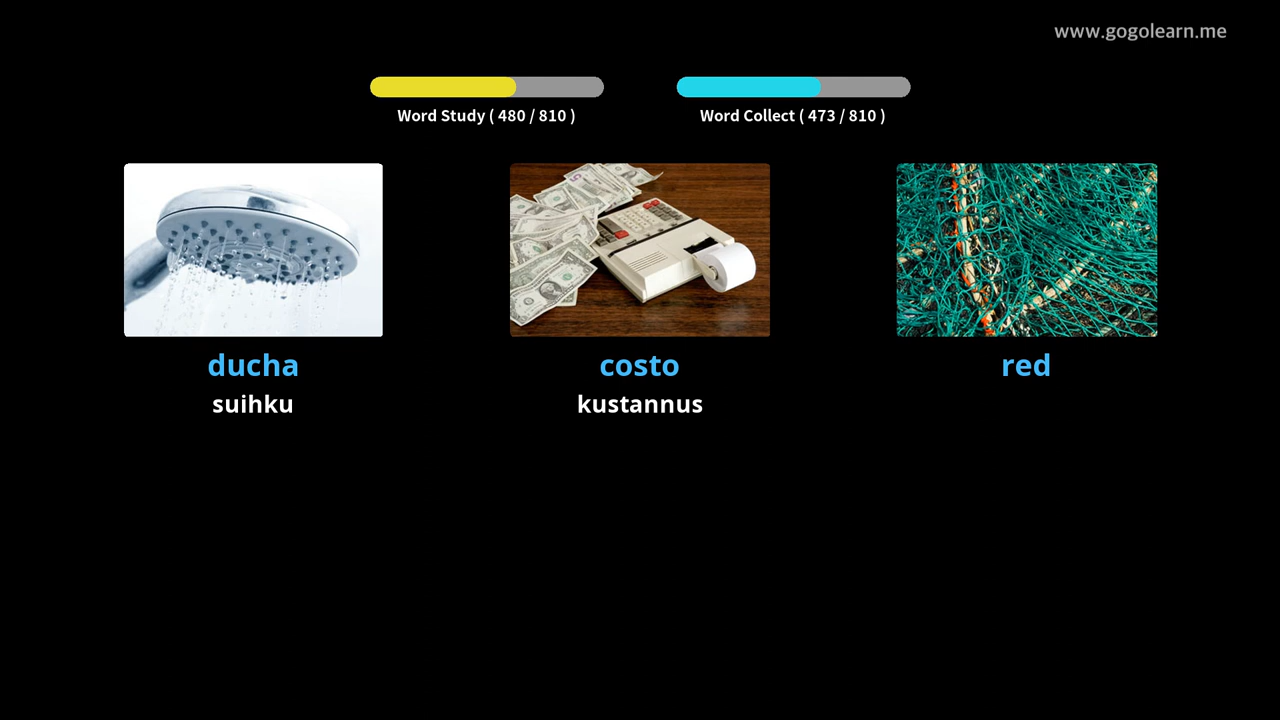 www.gogolearn.me
Word Study ( 480 / 810 )
Word Collect ( 473 / 810 )
ducha
costo
red
suihku
kustannus